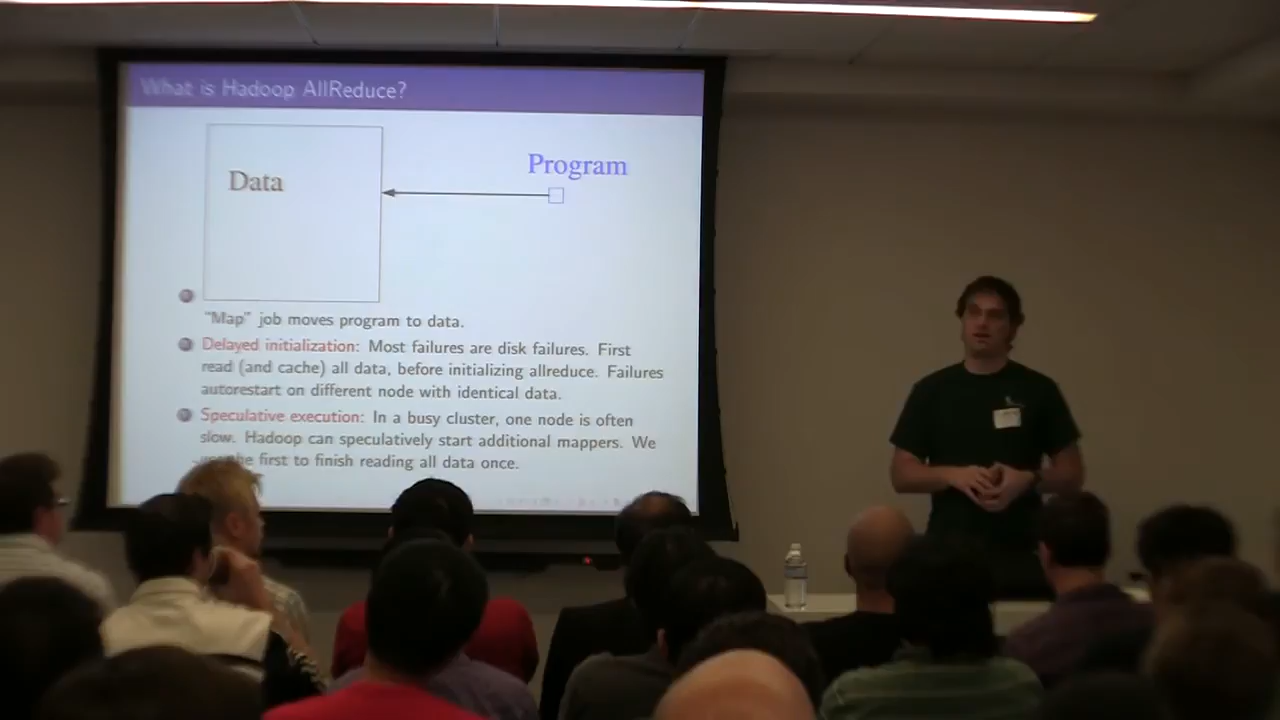 What is Hadoop AllReduce?
Data
Program
"Map" job moves program to data.
Delayed initialization: Most failures are disk failures. First
read (and cache) all data, before initializing allreduce. Failures
autorestart on different node with identical data.
Speculative execution: In a busy cluster, one node is often
slow. Hadoop can speculatively start additional mappers. We
use the first to finish reading all data once.